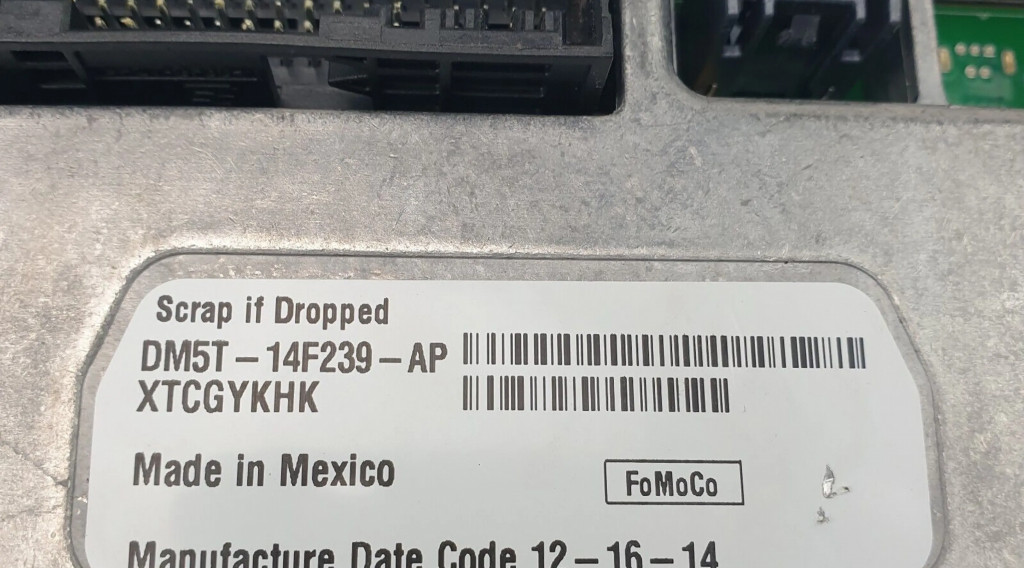 Scrap if Dropped
DM5T-14F239-AP
XTCGYKHK
Made in Mexico
FoMoCo
Manufacture Date Code 12-16-14